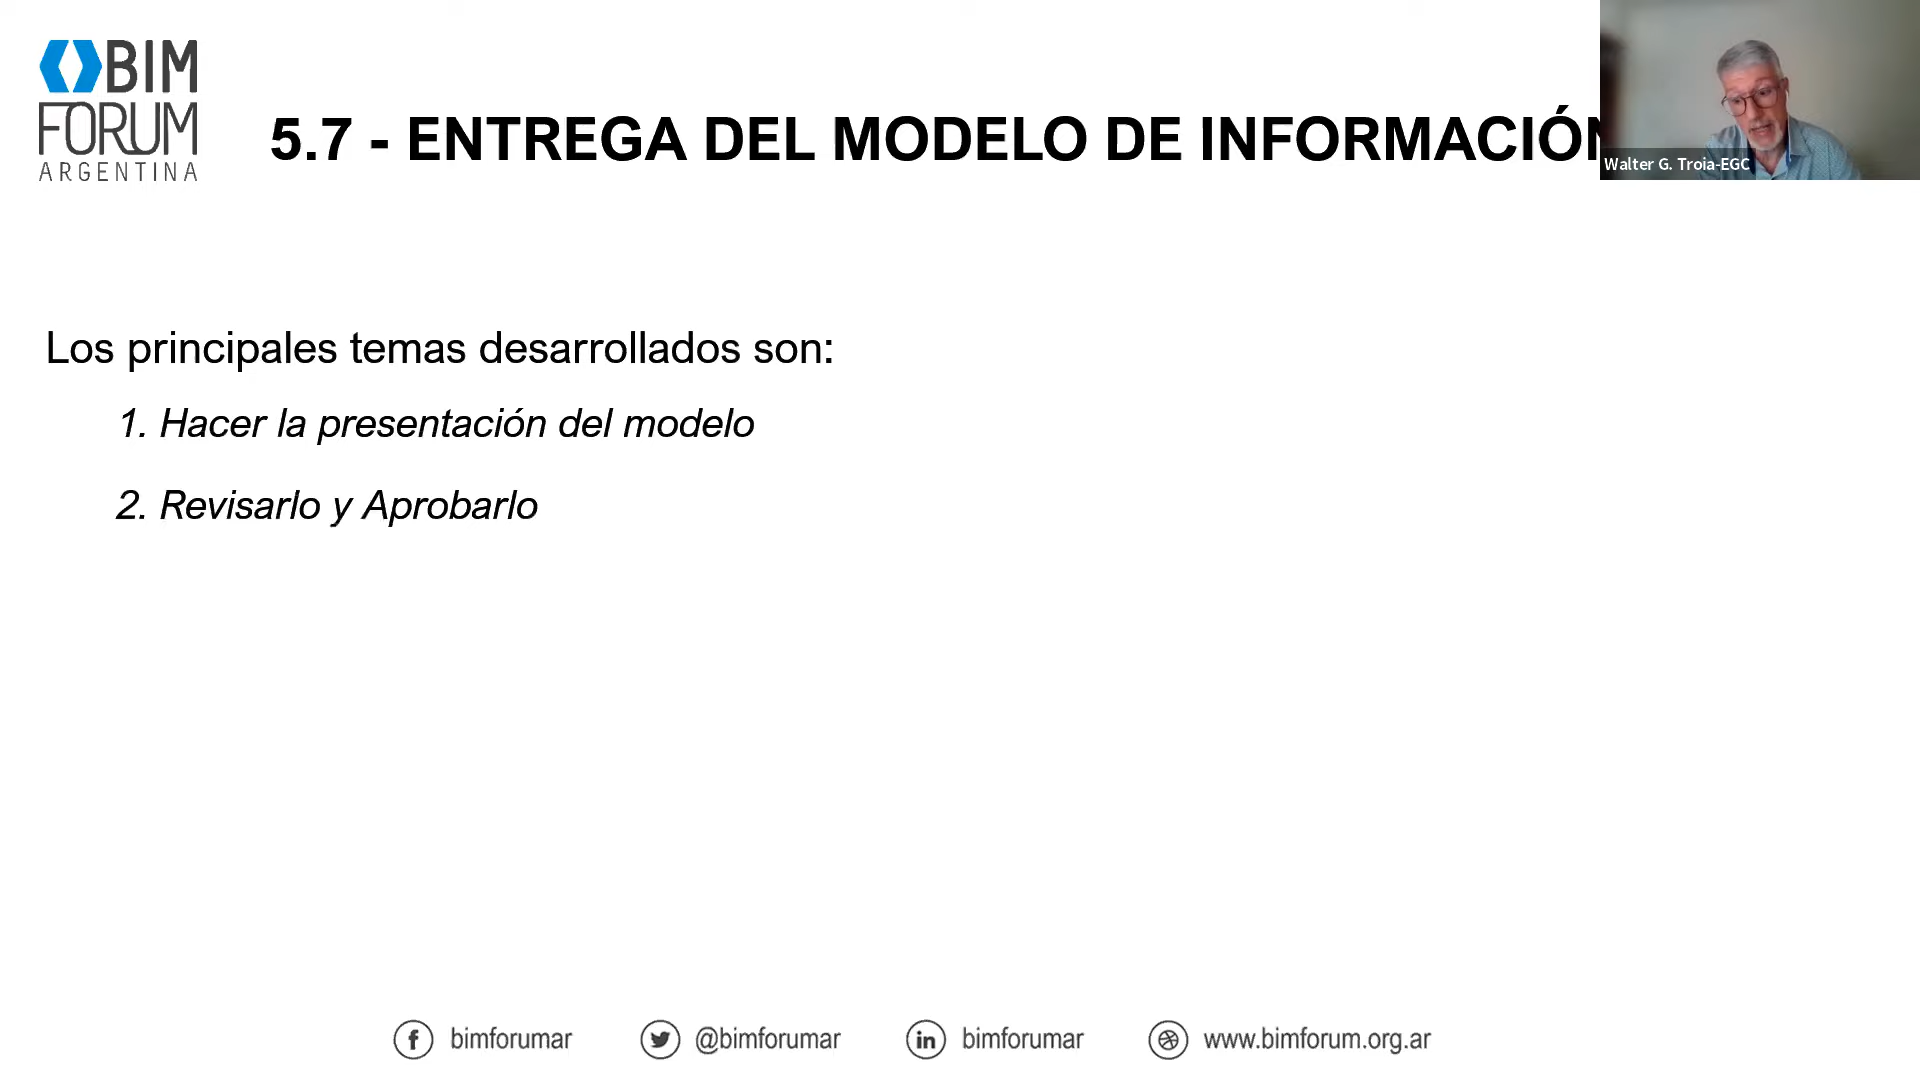 BIM
FORUM
ARGENTINA
5.7 - ENTREGA DEL MODELO DE INFORMACIÓN
Walter G. Troia-EGC
Los principales temas desarrollados son:
1. Hacer la presentación del modelo
2. Revisarlo y Aprobarlo
bimforumar @bimforumar bimforumar www.bimforum.org.ar